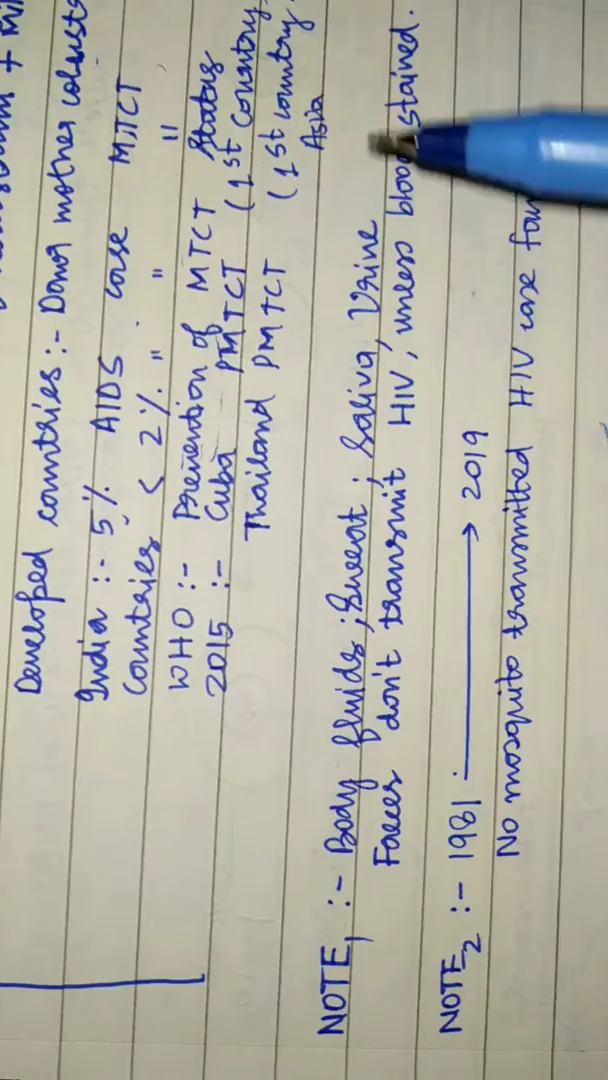 Developed countries :- Donor mother
India :- 5% AIDS case MTCT
Countries < 2% " " "
WHO :- Prevention of MTCT Status
2015 :- Cuba PMTCT (1st Country
Thailand PMTCT (1st country
Asia
NOTE1 :- Body fluids ; Sweat ; Saliva, Urine
Faeces don't transmit HIV, unless blood stained.
NOTE2 :- 1981 → 2019
No mosquito transmitted HIV case